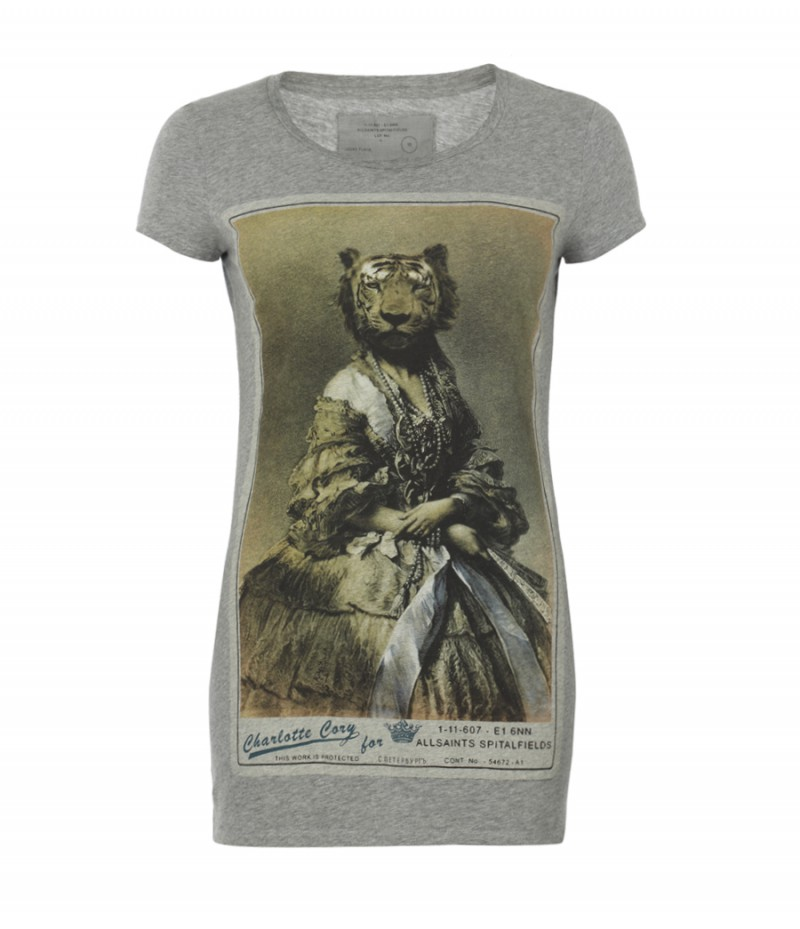 Charlotte Cory
for
1-11-607 - E1 6NN
ALLSAINTS SPITALFIELDS
THIS WORK IS PROTECTED
CONT No - 54672 - A1